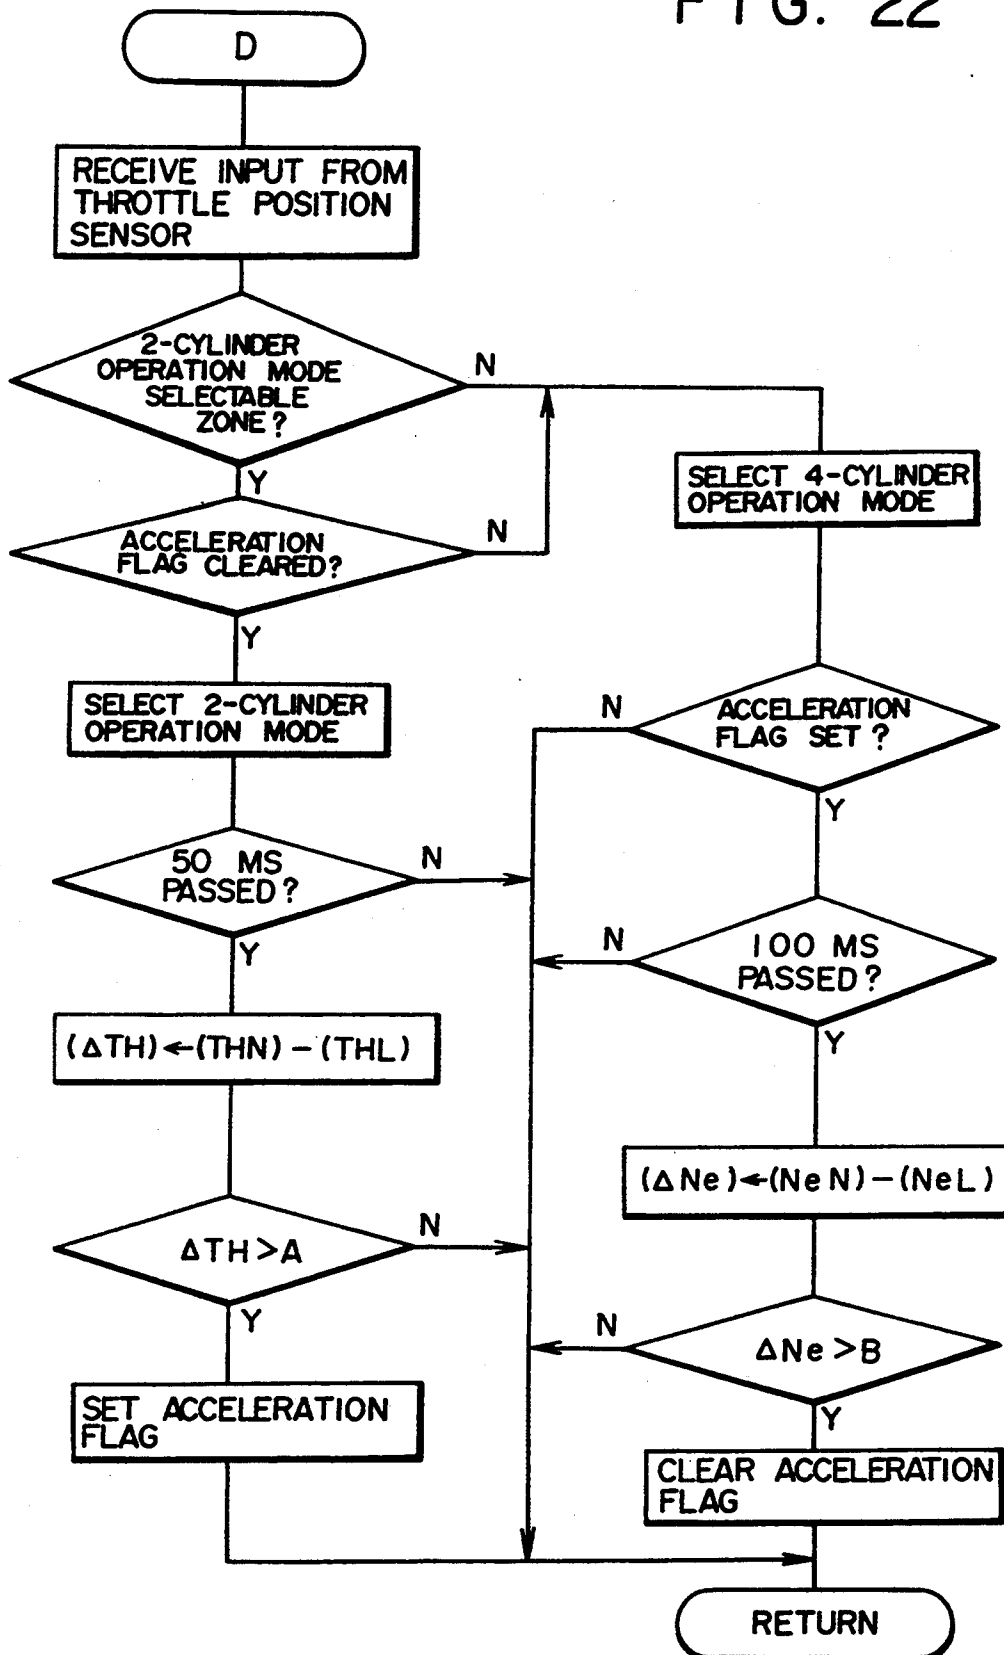 FIG. 22
D
RECEIVE INPUT FROM
THROTTLE POSITION
SENSOR
2-CYLINDER
OPERATION MODE
SELECTABLE
ZONE?
N
Y
ACCELERATION
FLAG CLEARED?
N
Y
SELECT 2-CYLINDER
OPERATION MODE
50 MS
PASSED?
N
Y
(ΔTH)←(THN)-(THL)
ΔTH>A
N
Y
SET ACCELERATION
FLAG
SELECT 4-CYLINDER
OPERATION MODE
ACCELERATION
FLAG SET?
N
Y
100 MS
PASSED?
N
Y
(ΔNe)←(NeN)-(NeL)
ΔNe>B
N
Y
CLEAR ACCELERATION
FLAG
RETURN